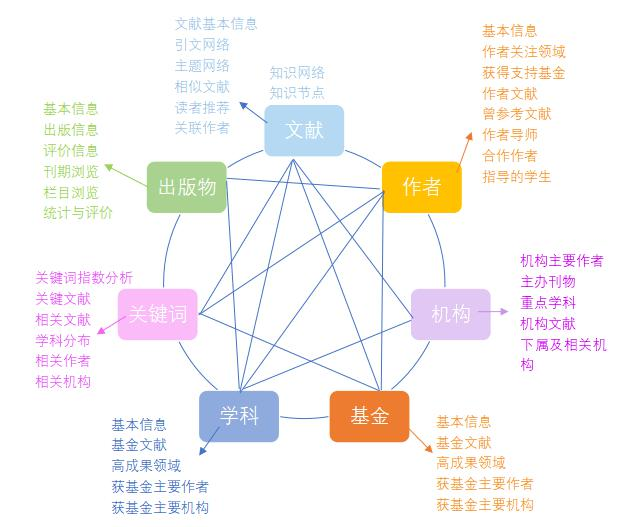 文献基本信息
引文网络
主题网络
相似文献
读者推荐
关联作者
知识网络
知识节点
文献
基本信息
作者关注领域
获得支持基金
作者文献
曾参考文献
作者导师
合作作者
指导的学生
作者
基本信息
出版信息
评价信息
刊期浏览
栏目浏览
统计与评价
出版物
机构主要作者
主办刊物
重点学科
机构文献
下属及相关机
构
机构
关键词指数分析
关键文献
相关文献
学科分布
相关作者
相关机构
关键词
学科
基本信息
基金文献
高成果领域
获基金主要作者
获基金主要机构
基金
基本信息
基金文献
高成果领域
获基金主要作者
获基金主要机构